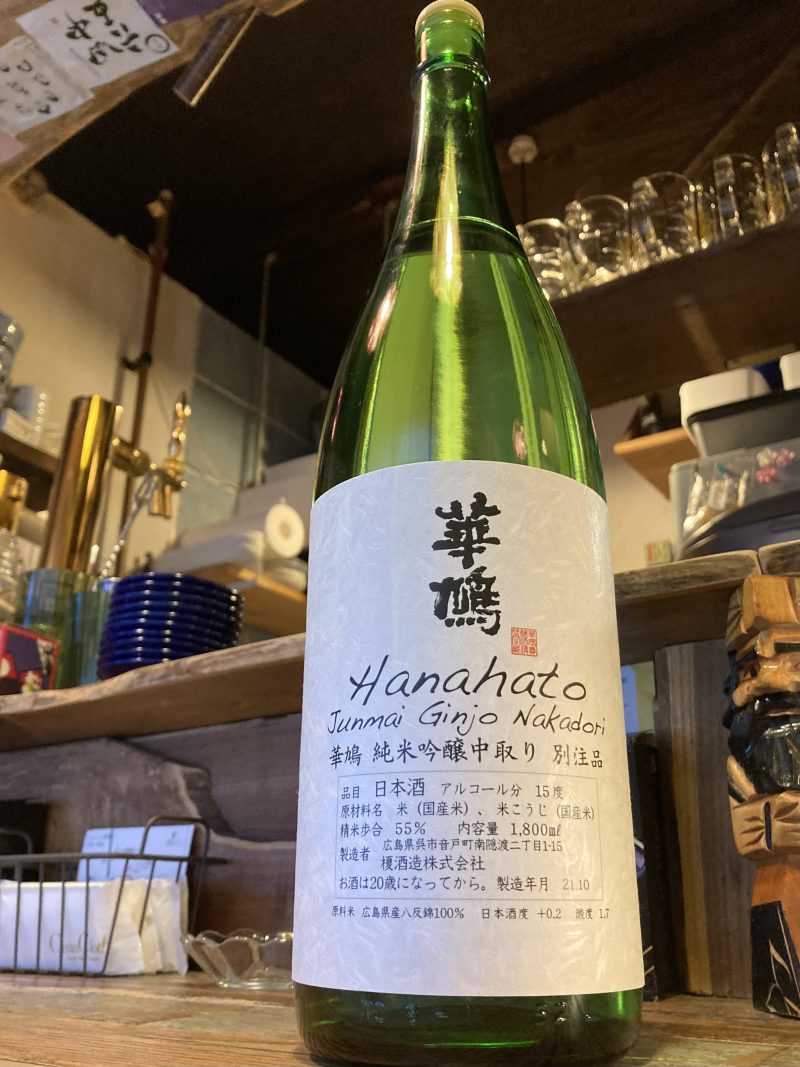 華鳩
Hanahato
Junmai Ginjo Nakadori
華鳩 純米吟醸中取り 別注品
品目 日本酒 アルコール分 15度
原材料名 米(国産米)、米こうじ(国産米)
精米歩合 55% 内容量 1,800ml
製造者 広島県呉市音戸町南隠渡二丁目1-15
榎酒造株式会社
お酒は20歳になってから。製造年月 21.10
原料米 広島県産八反錦100% 日本酒度 +0.2 酸度 1.7